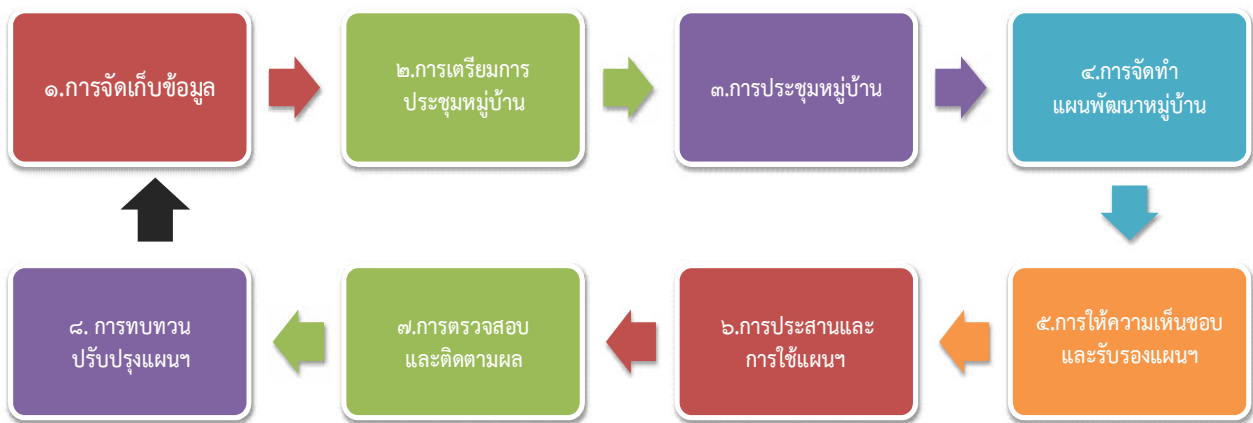 ๑.การจัดเก็บข้อมูล
๒.การเตรียมการ
ประชุมหมู่บ้าน
๓.การประชุมหมู่บ้าน
๔.การจัดทำ
แผนพัฒนาหมู่บ้าน
๕.การให้ความเห็นชอบ
และรับรองแผนฯ
๖.การประสานและ
การใช้แผนฯ
๗.การตรวจสอบ
และติดตามผล
๘. การทบทวน
ปรับปรุงแผนฯ